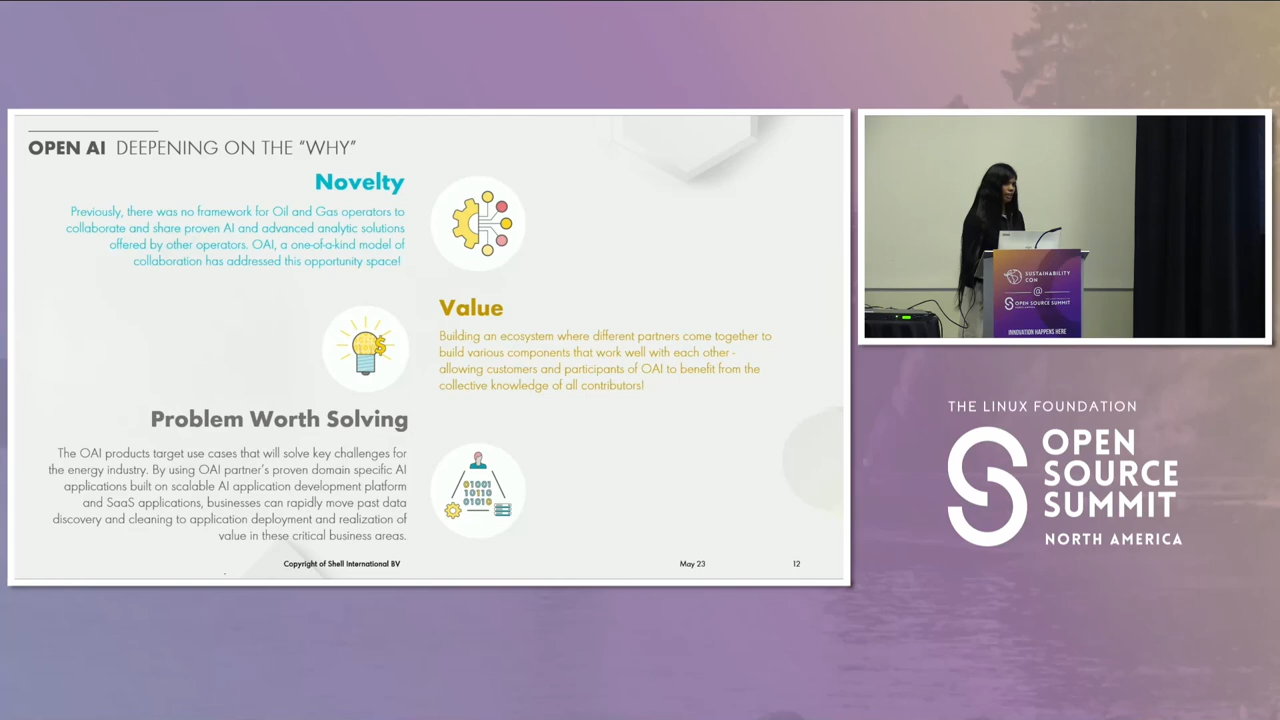 OPEN AI DEEPENING ON THE “WHY”
Novelty
Previously, there was no framework for Oil and Gas operators to
collaborate and share proven AI and advanced analytic solutions
offered by other operators. OAI, a one-of-a-kind model of
collaboration has addressed this opportunity space!
Value
Building an ecosystem where different partners come together to
build various components that work well with each other -
allowing customers and participants of OAI to benefit from the
collective knowledge of all contributors!
Problem Worth Solving
The OAI products target use cases that will solve key challenges for
the energy industry. By using OAI partner’s proven domain specific AI
applications built on scalable AI application development platform
and SaaS applications, businesses can rapidly move past data
discovery and cleaning to application deployment and realization of
value in these critical business areas.
01001
10110
01010
Copyright of Shell International BV
May 23
12
SUSTAINABILITY
CON
@
OPEN SOURCE SUMMIT
INNOVATION HAPPENS HERE
THE LINUX FOUNDATION
OPEN
SOURCE
SUMMIT
NORTH AMERICA